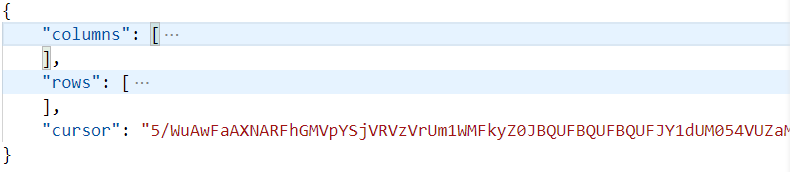 {
"columns": [ ...
],
"rows": [ ...
],
"cursor": "5/WuAwFaAXNARFhGMVpYSjVRVzVrUm1WMFkyZ0JBQUFBQUFBQUFJY1dUM054VUZaM
}